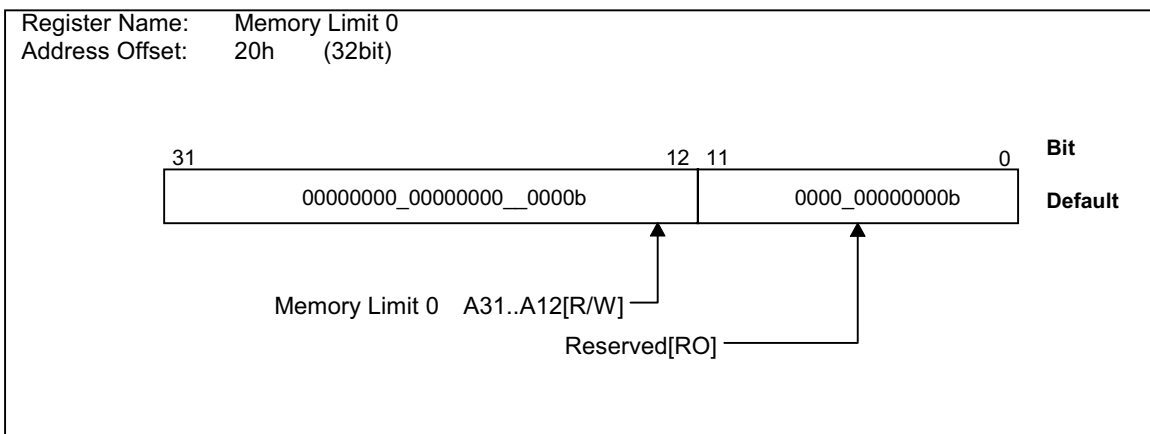 Register Name: Memory Limit 0
Address Offset: 20h (32bit)
31 12 11 0 Bit
00000000_00000000__0000b 0000_00000000b Default
Memory Limit 0 A31..A12[R/W]
Reserved[RO]